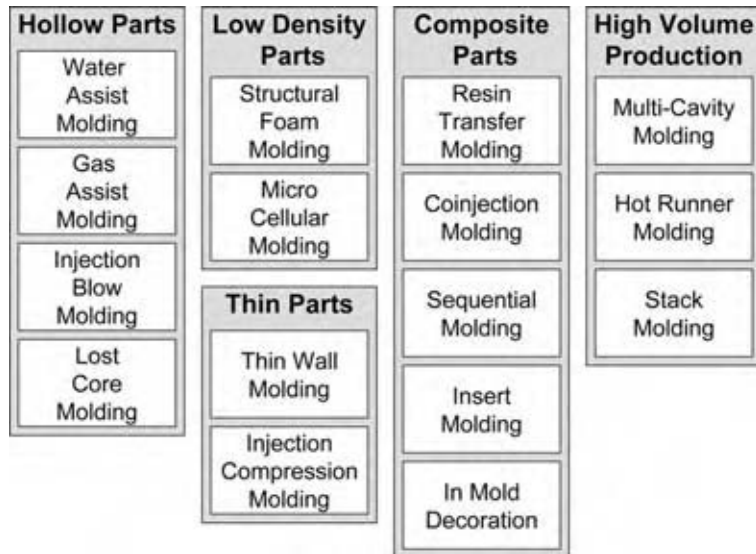 Hollow Parts
Water
Assist
Molding
Gas
Assist
Molding
Injection
Blow
Molding
Lost
Core
Molding
Low Density
Parts
Structural
Foam
Molding
Micro
Cellular
Molding
Thin Parts
Thin Wall
Molding
Injection
Compression
Molding
Composite
Parts
Resin
Transfer
Molding
Coinjection
Molding
Sequential
Molding
Insert
Molding
In Mold
Decoration
High Volume
Production
Multi-Cavity
Molding
Hot Runner
Molding
Stack
Molding